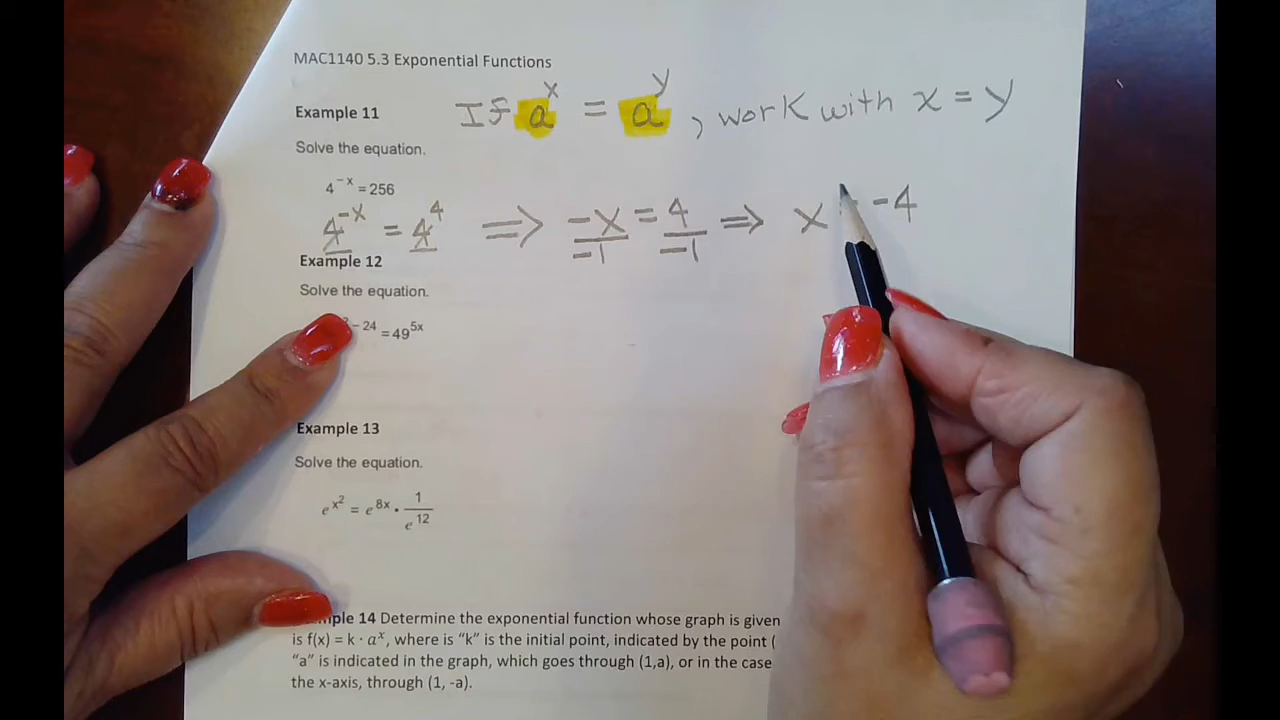 MAC1140 5.3 Exponential Functions
Example 11
If a^x = a^y, work with x = y
Solve the equation.
4^(-x) = 256
4^(-x) = 4^4 ⟹ -x/-1 = 4/-1 ⟹ x = -4
Example 12
Solve the equation.
- 24 = 49^(5x)
Example 13
Solve the equation.
e^(x^2) = e^(8x) · 1/e^12
14 Determine the exponential function whose graph is given
is f(x) = k · a^x, where is “k” is the initial point, indicated by the point (
“a” is indicated in the graph, which goes through (1,a), or in the case
the x-axis, through (1, -a).